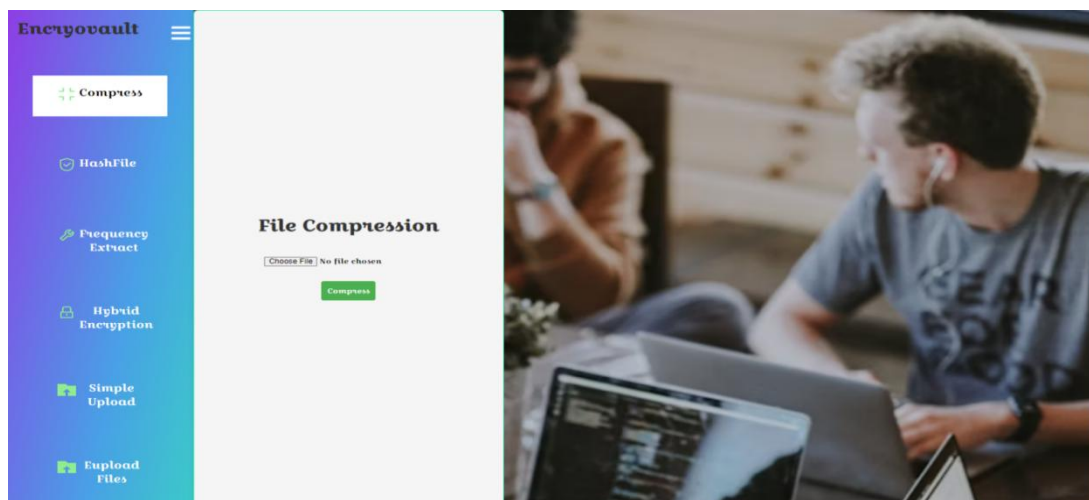 Encryovault
Compress
HashFile
Frequency
Extract
Hybrid
Encryption
Simple
Upload
Eupload
Files
File Compression
Choose File No file chosen
Compress